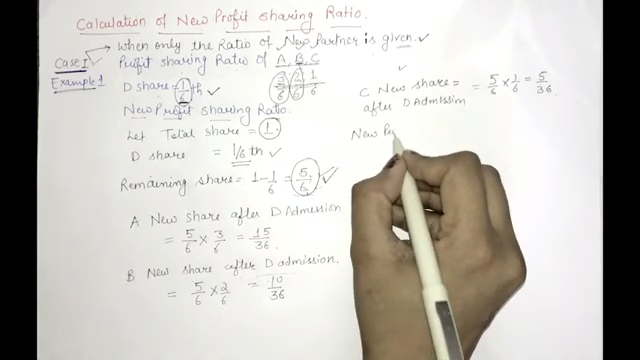 Calculation of New Profit sharing Ratio.
Case I → When only the Ratio of New Partner is given ✓
Profit sharing Ratio of A, B, C
Example 1
3/6 2/6 1/6
D share = 1/6 th ✓
New Profit sharing Ratio.
Let Total share = 1.
D share = 1/6 th ✓
Remaining share = 1 - 1/6 = 5/6 ✓
A New share after D Admission
= 5/6 × 3/6 = 15/36
B New share after D admission.
= 5/6 × 2/6 = 10/36
C New share = 5/6 × 1/6 = 5/36
after D Admission
New